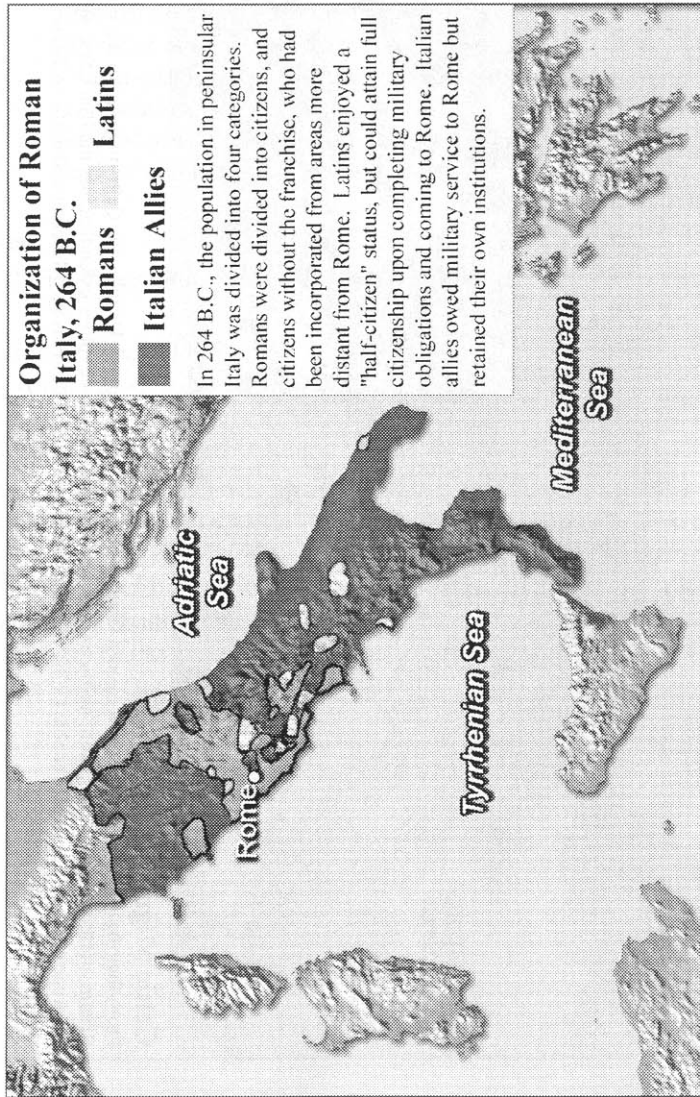 Organization of Roman
Italy, 264 B.C.
Romans
Latins
Italian Allies
In 264 B.C., the population in peninsular
Italy was divided into four categories.
Romans were divided into citizens, and
citizens without the franchise, who had
been incorporated from areas more
distant from Rome. Latins enjoyed a
"half-citizen" status, but could attain full
citizenship upon completing military
obligations and coming to Rome. Italian
allies owed military service to Rome but
retained their own institutions.
Adriatic
Sea
Rome
Tyrrhenian Sea
Mediterranean
Sea